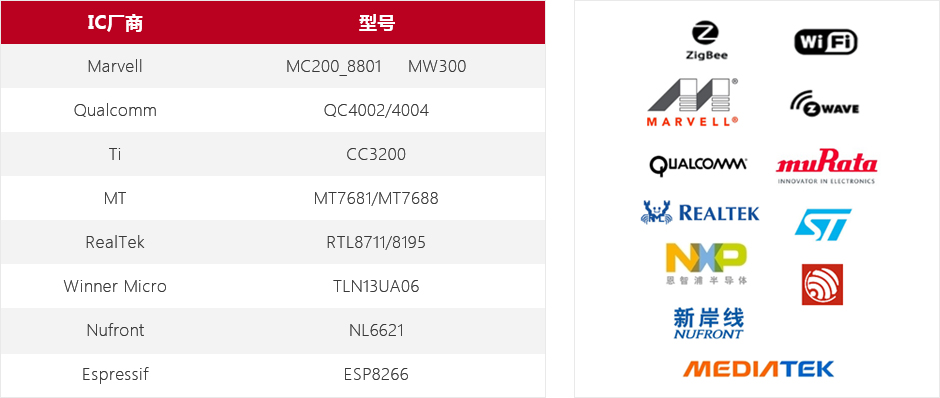 IC厂商 型号
Marvell MC200_8801 MW300
Qualcomm QC4002/4004
Ti CC3200
MT MT7681/MT7688
RealTek RTL8711/8195
Winner Micro TLN13UA06
Nufront NL6621
Espressif ESP8266
ZigBee
WiFi
MARVELL®
Z WAVE
QUALCOMM
muRata
INNOVATOR IN ELECTRONICS
REALTEK
ST
NXP
恩智浦半导体
新岸线
NUFRONT
MEDIATEK